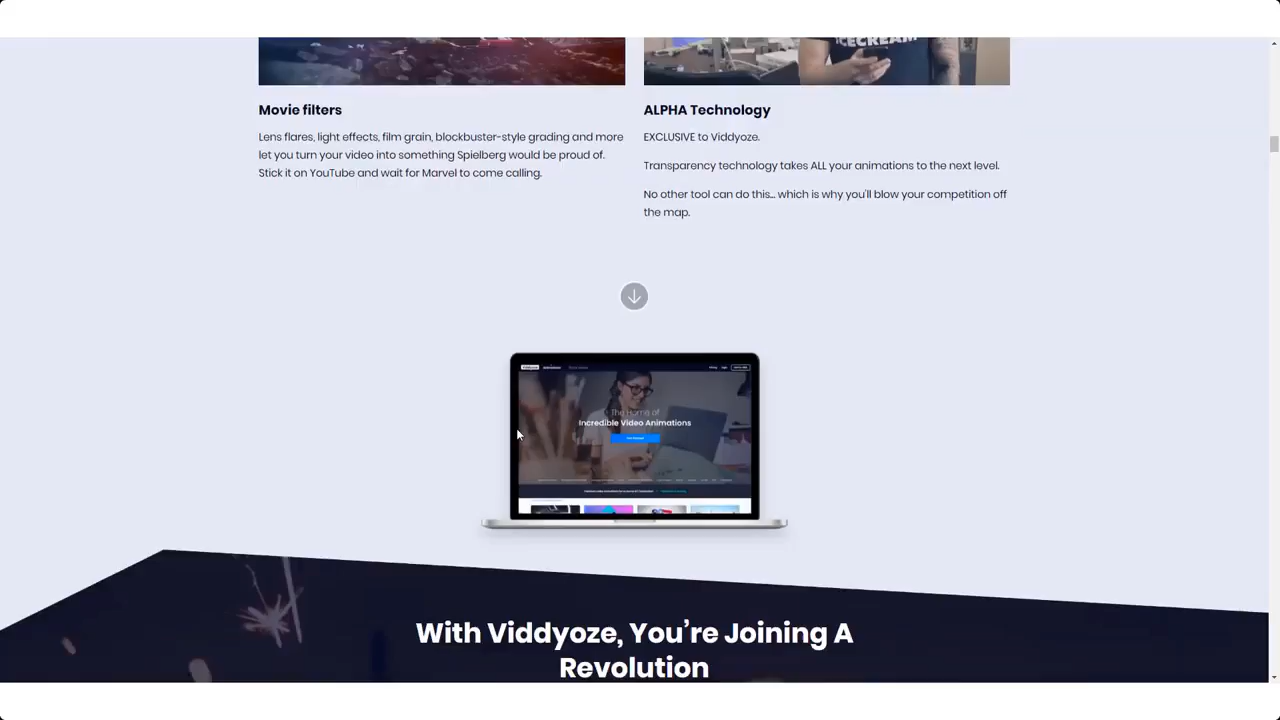 ICECREAM
Movie filters
Lens flares, light effects, film grain, blockbuster-style grading and more
let you turn your video into something Spielberg would be proud of.
Stick it on YouTube and wait for Marvel to come calling.
ALPHA Technology
EXCLUSIVE to Viddyoze.
Transparency technology takes ALL your animations to the next level.
No other tool can do this... which is why you'll blow your competition off
the map.
The Home of
Incredible Video Animations
With Viddyoze, You're Joining A
Revolution